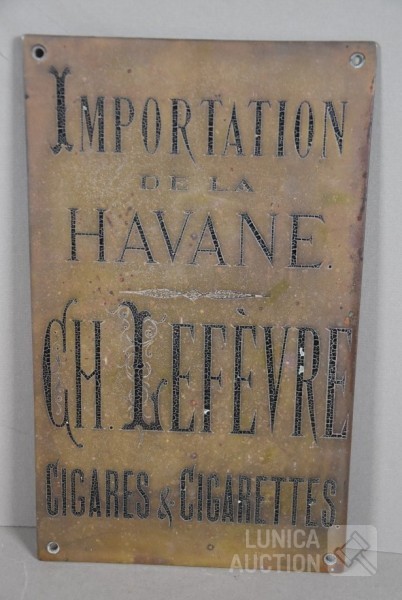 IMPORTATION
DE LA
HAVANE.
CH. LEFÈVRE
CIGARES & CIGARETTES
LUNICA
AUCTION